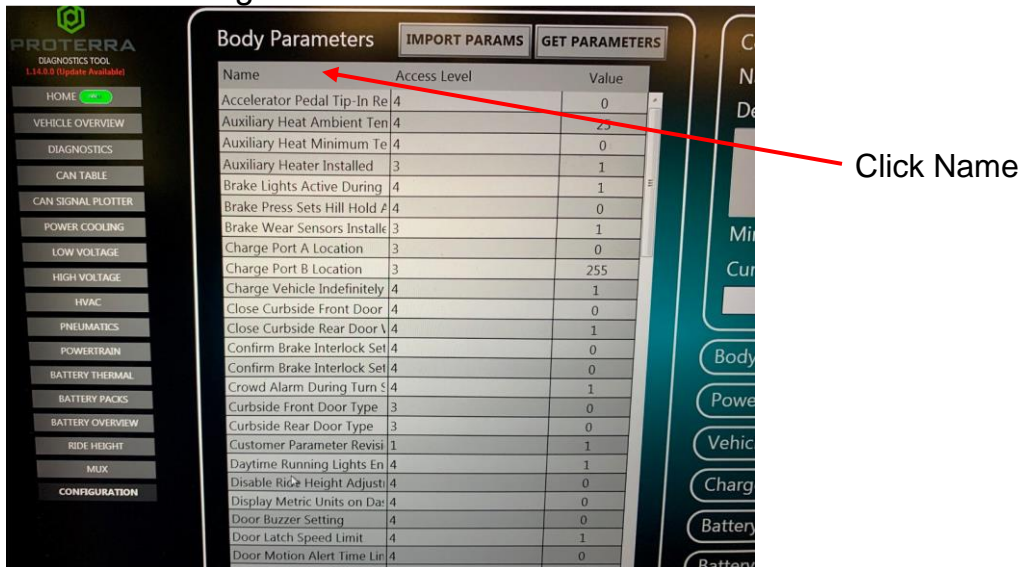 PROTERRA
DIAGNOSTICS TOOL
1.14.0.0 (Update Available)
HOME
VEHICLE OVERVIEW
DIAGNOSTICS
CAN TABLE
CAN SIGNAL PLOTTER
POWER COOLING
LOW VOLTAGE
HIGH VOLTAGE
HVAC
PNEUMATICS
POWERTRAIN
BATTERY THERMAL
BATTERY PACKS
BATTERY OVERVIEW
RIDE HEIGHT
MUX
CONFIGURATION
Body Parameters IMPORT PARAMS GET PARAMETERS
Name Access Level Value
Accelerator Pedal Tip-In Re 4 0
Auxiliary Heat Ambient Ten 4 25
Auxiliary Heat Minimum Te 4 0
Auxiliary Heater Installed 3 1
Brake Lights Active During 4 1
Brake Press Sets Hill Hold A 4 0
Brake Wear Sensors Installe 3 1
Charge Port A Location 3 0
Charge Port B Location 3 255
Charge Vehicle Indefinitely 4 1
Close Curbside Front Door 4 0
Close Curbside Rear Door V 4 1
Confirm Brake Interlock Set 4 0
Confirm Brake Interlock Set 4 0
Crowd Alarm During Turn S 4 1
Curbside Front Door Type 3 0
Curbside Rear Door Type 3 0
Customer Parameter Revisi 1 1
Daytime Running Lights En 4 1
Disable Ride Height Adjusti 4 0
Display Metric Units on Das 4 0
Door Buzzer Setting 4 0
Door Latch Speed Limit 4 1
Door Motion Alert Time Lin 4 0
C
N
De
Mi
Cur
Body
Powe
Vehic
Charg
Battery
Battery
Click Name